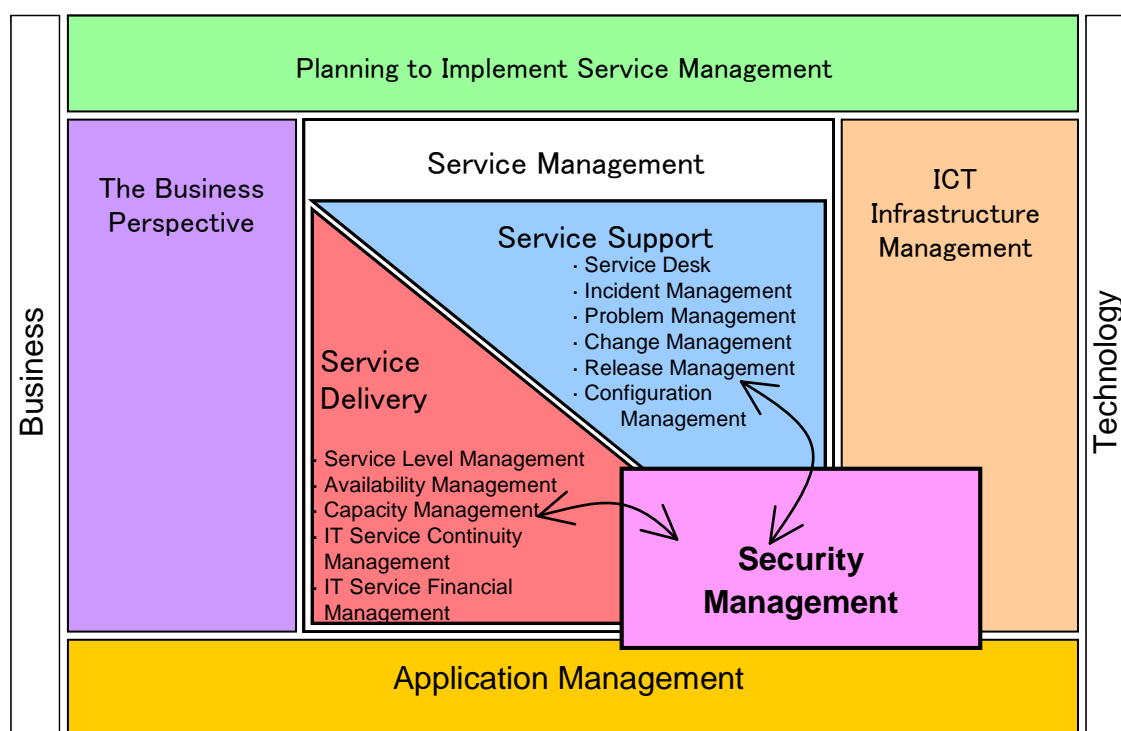 Planning to Implement Service Management
Business
The Business
Perspective
Service Management
Service Support
· Service Desk
· Incident Management
· Problem Management
· Change Management
· Release Management
· Configuration
Management
Service
Delivery
· Service Level Management
· Availability Management
· Capacity Management
· IT Service Continuity
Management
· IT Service Financial
Management
ICT
Infrastructure
Management
Technology
Security
Management
Application Management